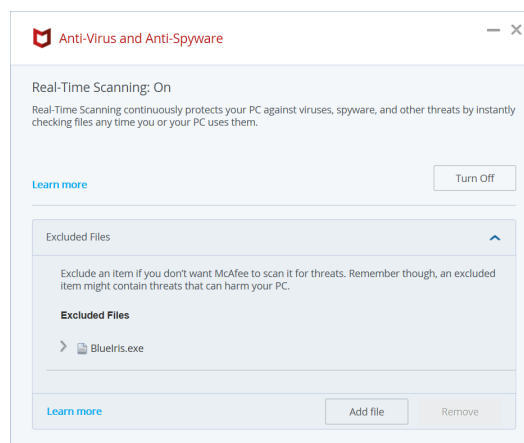 Anti-Virus and Anti-Spyware
Real-Time Scanning: On
Real-Time Scanning continuously protects your PC against viruses, spyware, and other threats by instantly
checking files any time you or your PC uses them.
Learn more
Turn Off
Excluded Files
Exclude an item if you don't want McAfee to scan it for threats. Remember though, an excluded
item might contain threats that can harm your PC.
Excluded Files
BlueIris.exe
Learn more
Add file
Remove